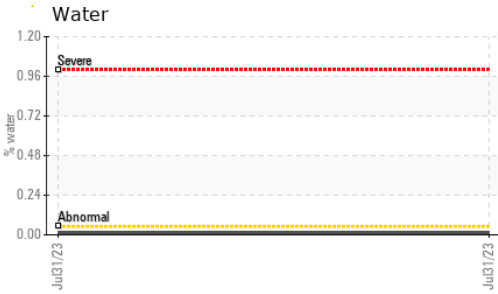 Water
1.20
Severe
0.96
0.72
% water
0.48
0.24
Abnormal
0.00
Jul31/23
Jul31/23